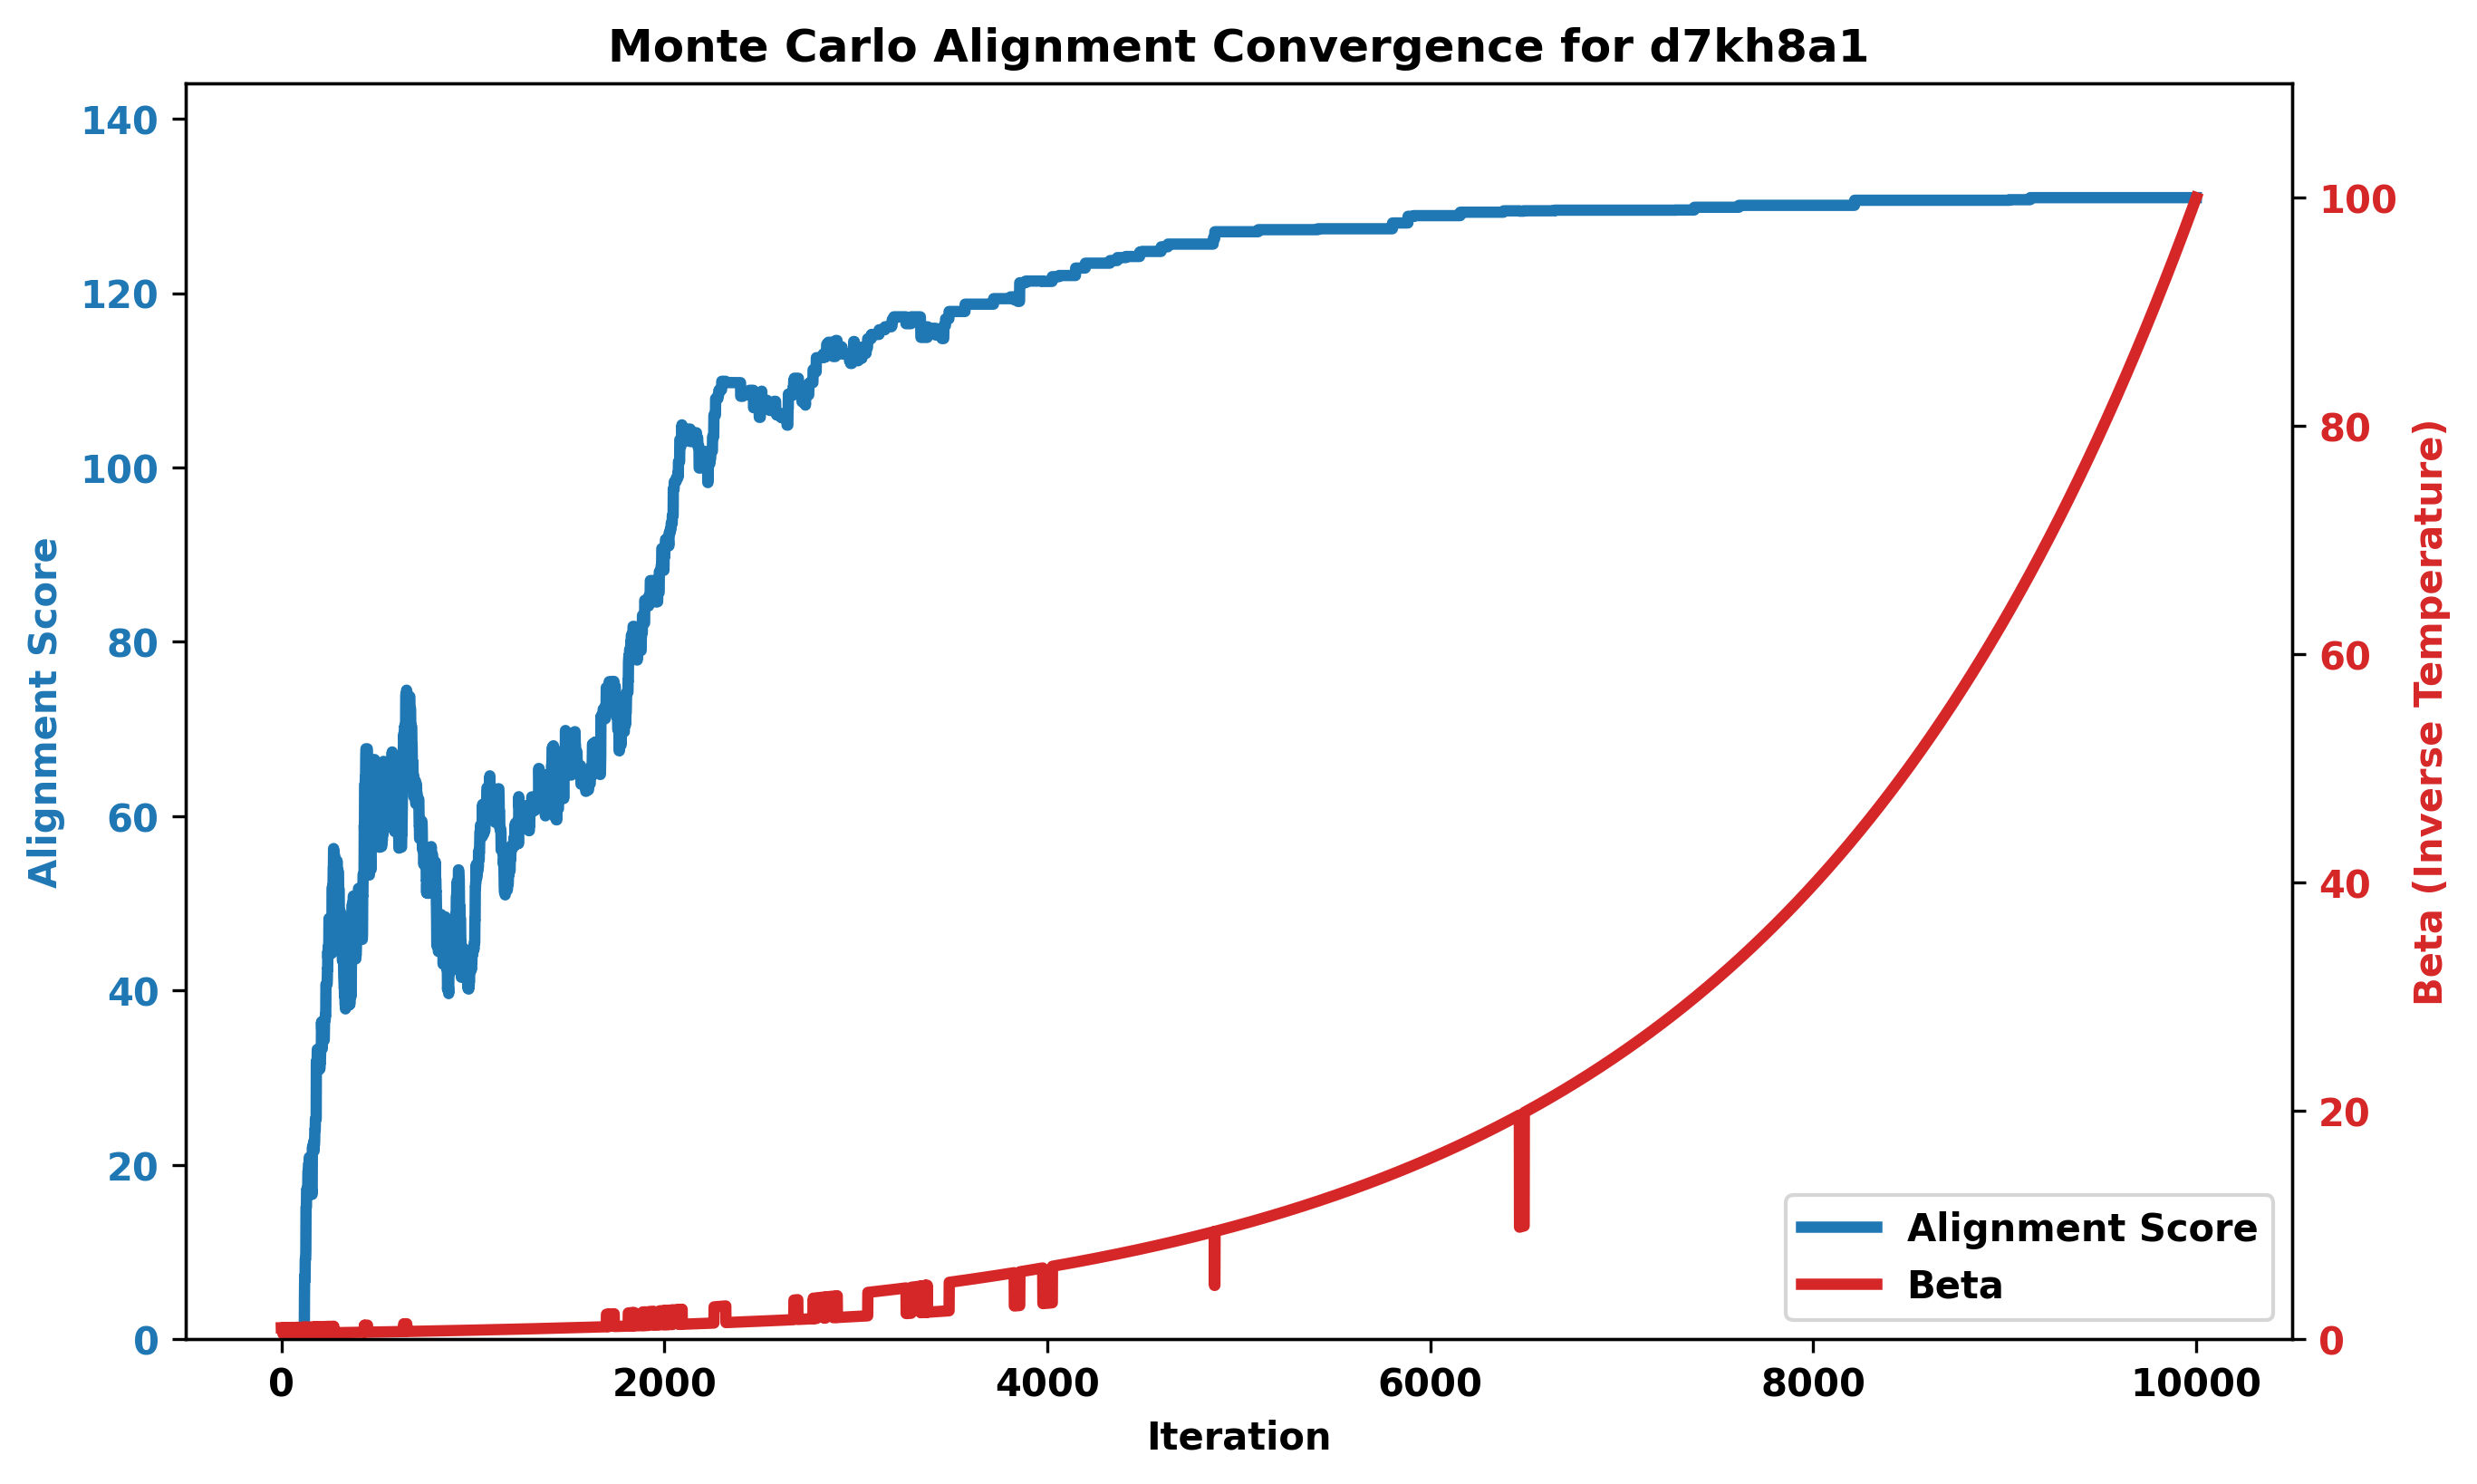 Monte Carlo Alignment Convergence for d7kh8a1
140
120
100
80
60
40
20
0
Alignment Score
100
80
60
40
20
0
Beta (Inverse Temperature)
Alignment Score
Beta
0 2000 4000 6000 8000 10000
Iteration